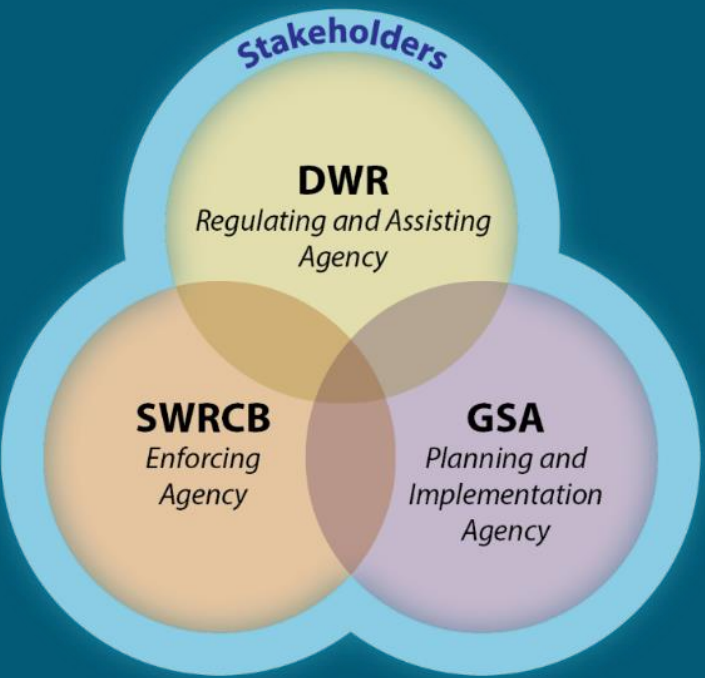 Stakeholders
DWR
Regulating and Assisting
Agency
SWRCB
Enforcing
Agency
GSA
Planning and
Implementation
Agency